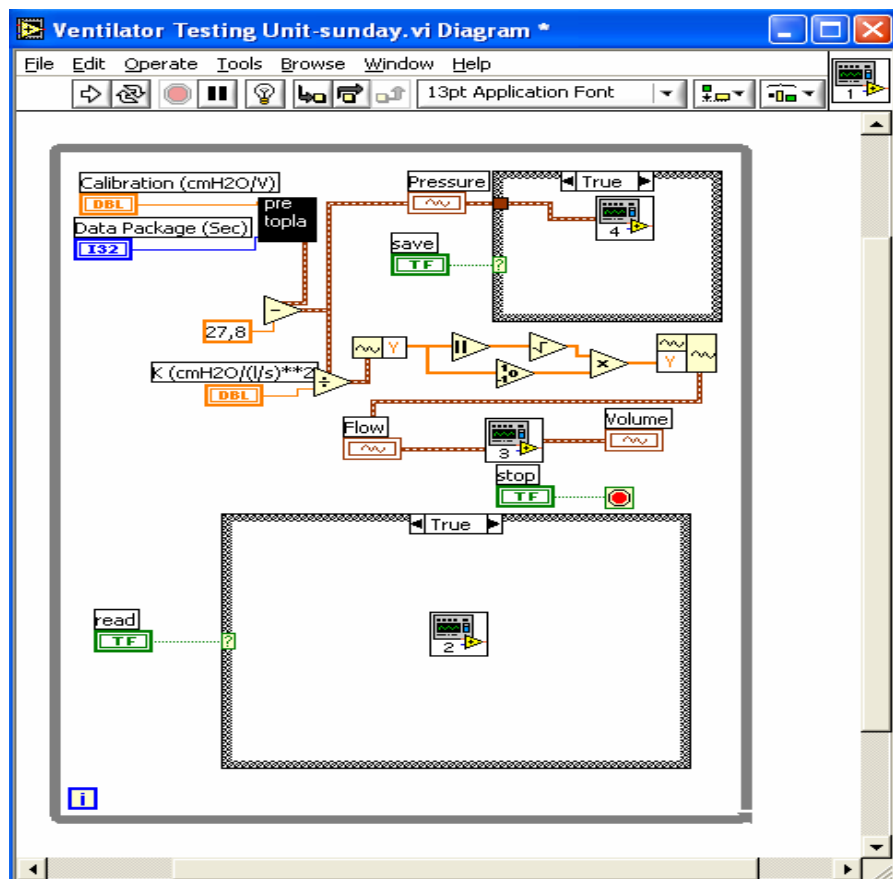 Ventilator Testing Unit-sunday.vi Diagram *
File Edit Operate Tools Browse Window Help
13pt Application Font
1
Calibration (cmH2O/V)
DBL
pre
topla
Data Package (Sec)
I32
Pressure
True
4
save
TF
?
27,8
K (cmH2O/(l/s)**2
DBL
Y
Y
Flow
3
Volume
stop
TF
True
read
TF
?
2
i